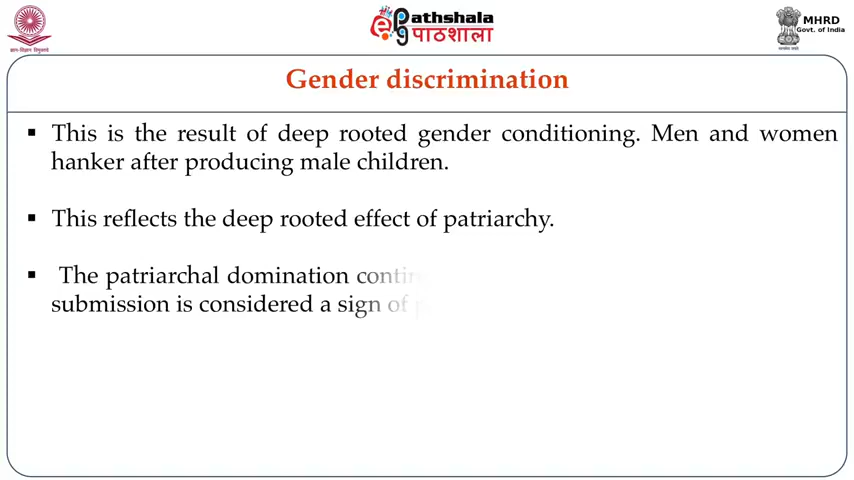 ePathshala
पाठशाला
ज्ञान-विज्ञान विमुक्तये
MHRD
Govt. of India
Gender discrimination
▪ This is the result of deep rooted gender conditioning. Men and women
hanker after producing male children.
▪ This reflects the deep rooted effect of patriarchy.
▪ The patriarchal domination
submission is considered a sign of